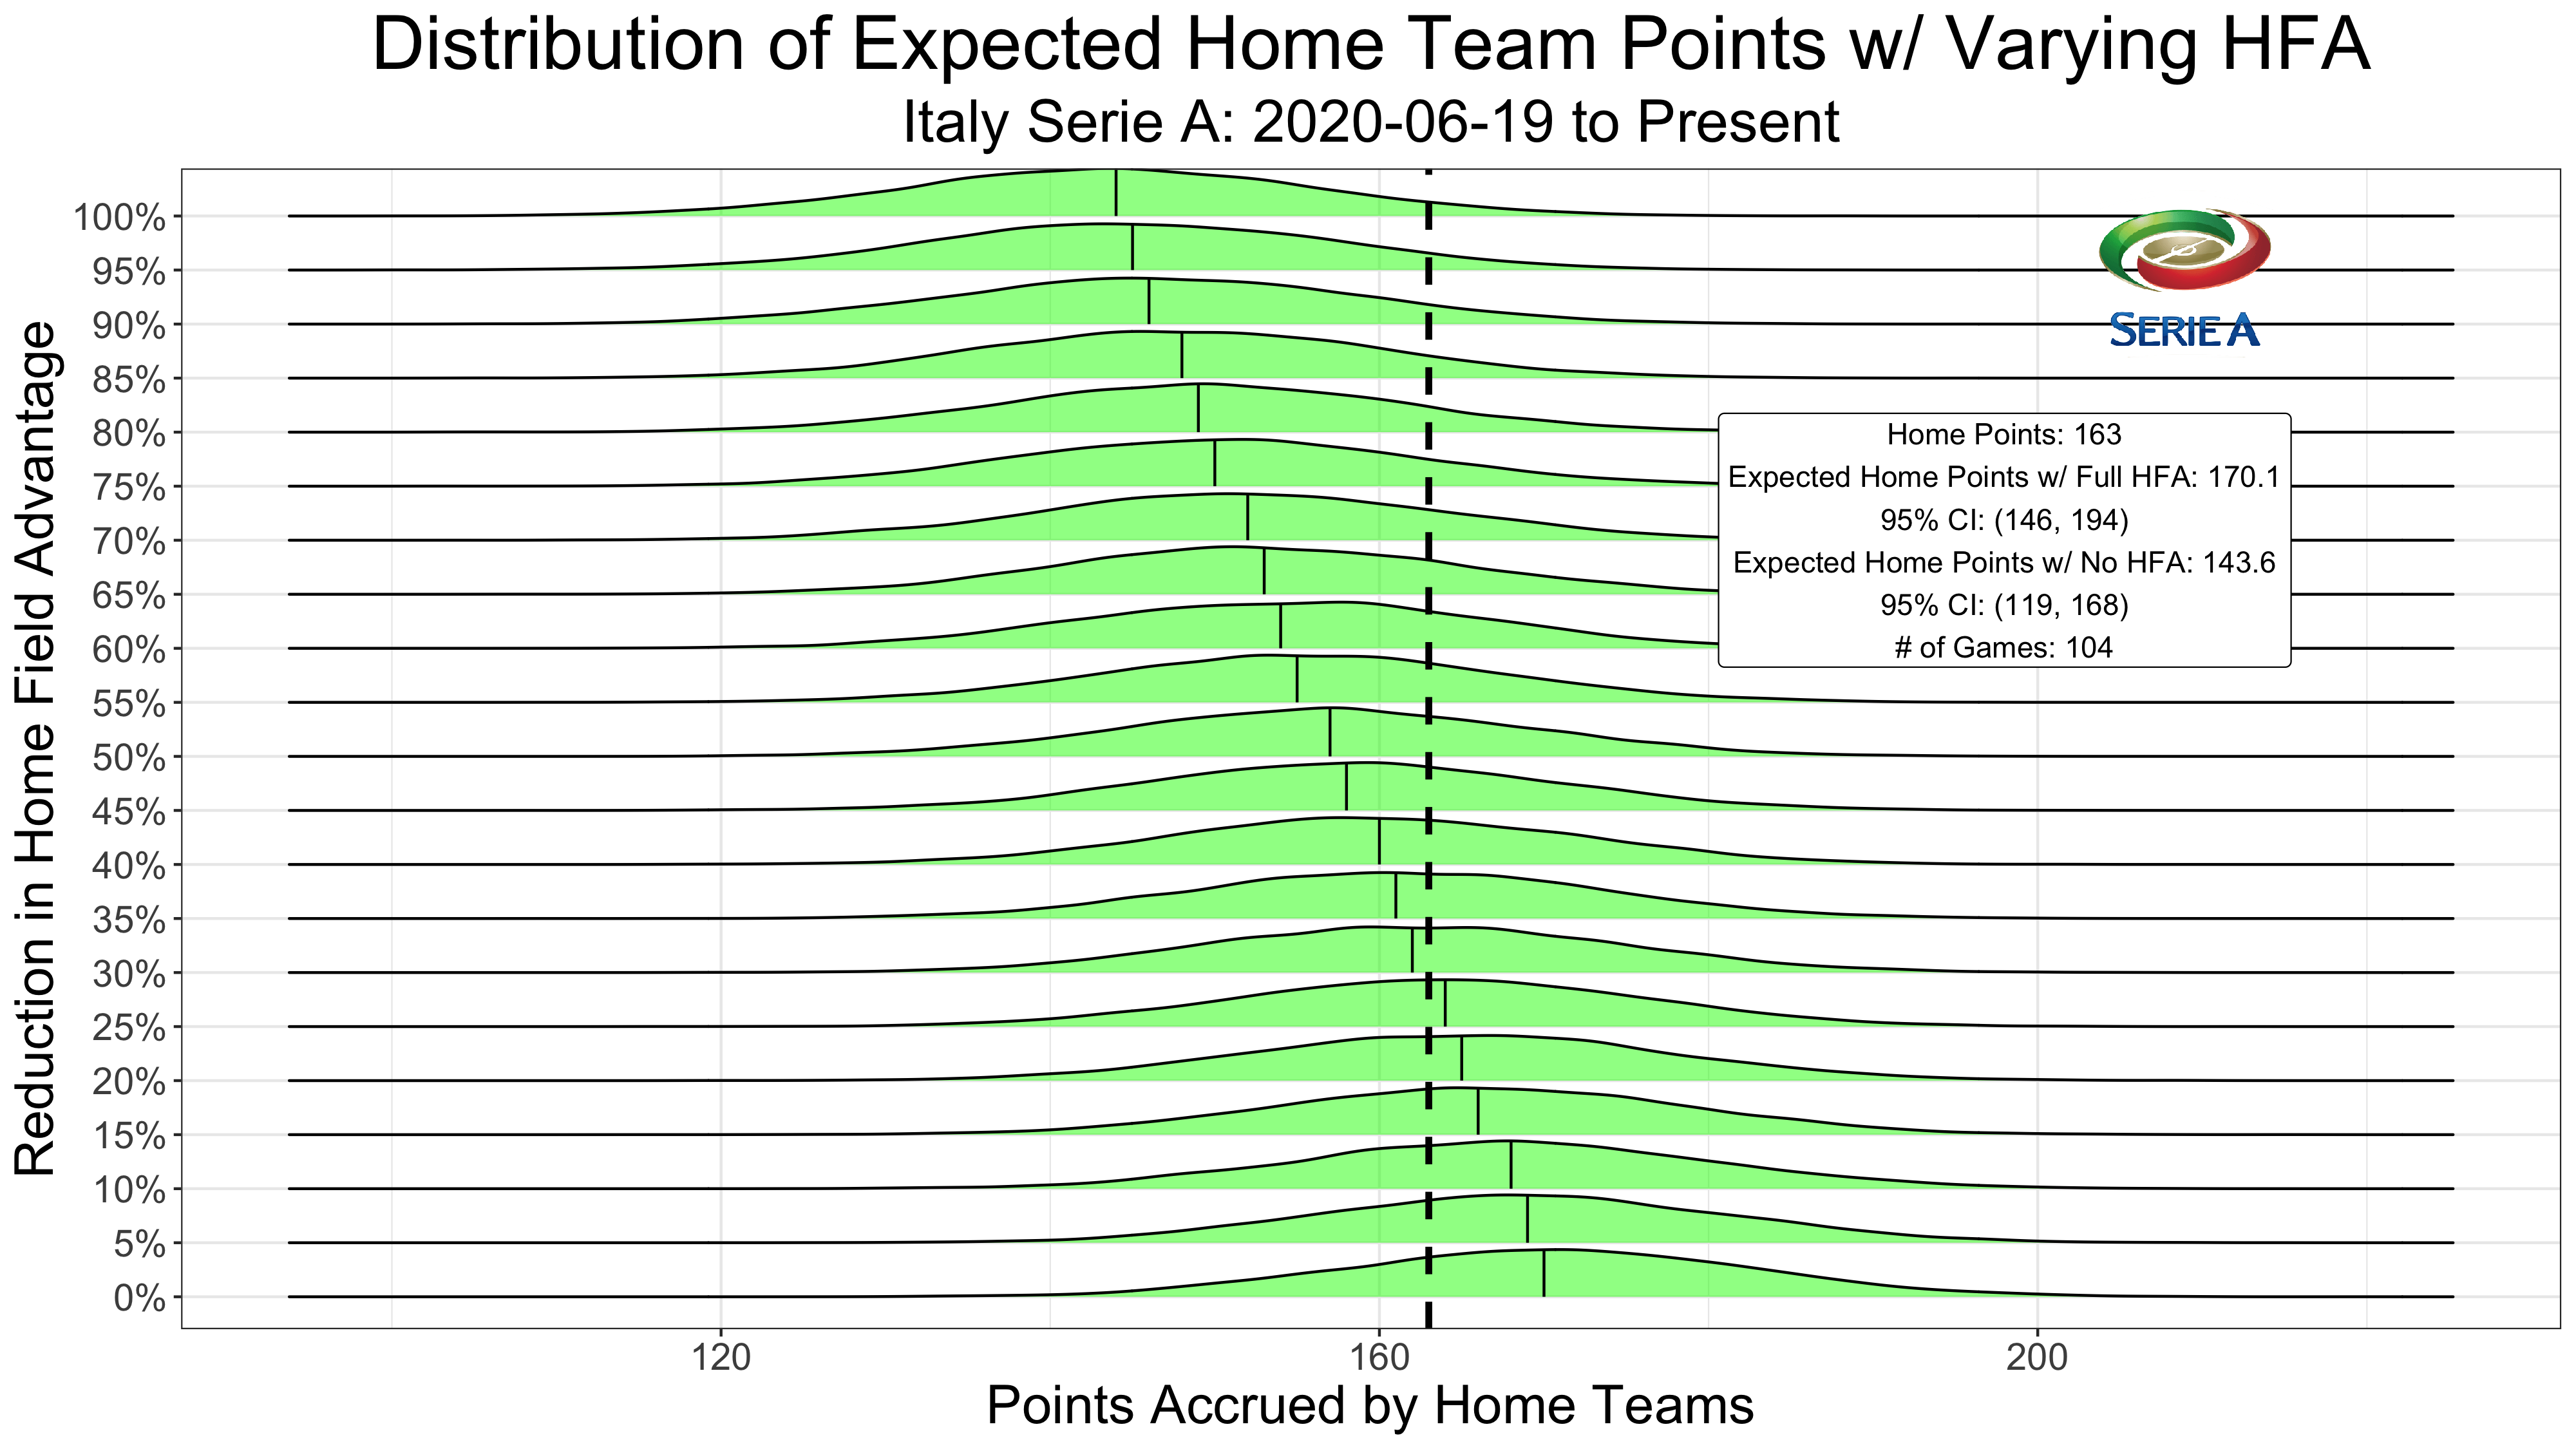 Distribution of Expected Home Team Points w/ Varying HFA
Italy Serie A: 2020-06-19 to Present
Reduction in Home Field Advantage
100%
95%
90%
85%
80%
75%
70%
65%
60%
55%
50%
45%
40%
35%
30%
25%
20%
15%
10%
5%
0%
SERIE A
Home Points: 163
Expected Home Points w/ Full HFA: 170.1
95% CI: (146, 194)
Expected Home Points w/ No HFA: 143.6
95% CI: (119, 168)
# of Games: 104
120
160
200
Points Accrued by Home Teams